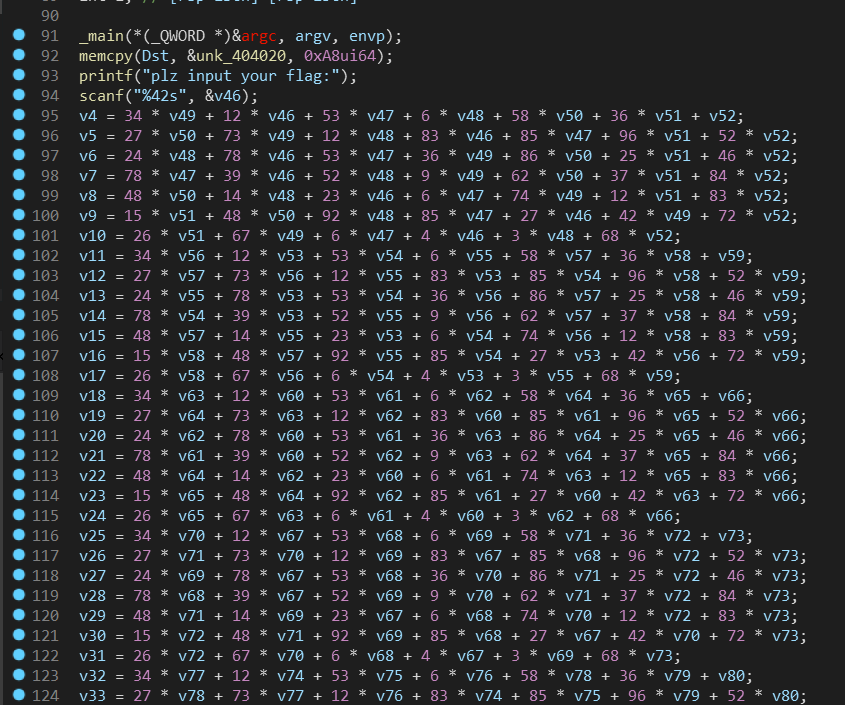 90
91 _main(*(_QWORD *)&argc, argv, envp);
92 memcpy(Dst, &unk_404020, 0xA8ui64);
93 printf("plz input your flag:");
94 scanf("%42s", &v46);
95 v4 = 34 * v49 + 12 * v46 + 53 * v47 + 6 * v48 + 58 * v50 + 36 * v51 + v52;
96 v5 = 27 * v50 + 73 * v49 + 12 * v48 + 83 * v46 + 85 * v47 + 96 * v51 + 52 * v52;
97 v6 = 24 * v48 + 78 * v46 + 53 * v47 + 36 * v49 + 86 * v50 + 25 * v51 + 46 * v52;
98 v7 = 78 * v47 + 39 * v46 + 52 * v48 + 9 * v49 + 62 * v50 + 37 * v51 + 84 * v52;
99 v8 = 48 * v50 + 14 * v48 + 23 * v46 + 6 * v47 + 74 * v49 + 12 * v51 + 83 * v52;
100 v9 = 15 * v51 + 48 * v50 + 92 * v48 + 85 * v47 + 27 * v46 + 42 * v49 + 72 * v52;
101 v10 = 26 * v51 + 67 * v49 + 6 * v47 + 4 * v46 + 3 * v48 + 68 * v52;
102 v11 = 34 * v56 + 12 * v53 + 53 * v54 + 6 * v55 + 58 * v57 + 36 * v58 + v59;
103 v12 = 27 * v57 + 73 * v56 + 12 * v55 + 83 * v53 + 85 * v54 + 96 * v58 + 52 * v59;
104 v13 = 24 * v55 + 78 * v53 + 53 * v54 + 36 * v56 + 86 * v57 + 25 * v58 + 46 * v59;
105 v14 = 78 * v54 + 39 * v53 + 52 * v55 + 9 * v56 + 62 * v57 + 37 * v58 + 84 * v59;
106 v15 = 48 * v57 + 14 * v55 + 23 * v53 + 6 * v54 + 74 * v56 + 12 * v58 + 83 * v59;
107 v16 = 15 * v58 + 48 * v57 + 92 * v55 + 85 * v54 + 27 * v53 + 42 * v56 + 72 * v59;
108 v17 = 26 * v58 + 67 * v56 + 6 * v54 + 4 * v53 + 3 * v55 + 68 * v59;
109 v18 = 34 * v63 + 12 * v60 + 53 * v61 + 6 * v62 + 58 * v64 + 36 * v65 + v66;
110 v19 = 27 * v64 + 73 * v63 + 12 * v62 + 83 * v60 + 85 * v61 + 96 * v65 + 52 * v66;
111 v20 = 24 * v62 + 78 * v60 + 53 * v61 + 36 * v63 + 86 * v64 + 25 * v65 + 46 * v66;
112 v21 = 78 * v61 + 39 * v60 + 52 * v62 + 9 * v63 + 62 * v64 + 37 * v65 + 84 * v66;
113 v22 = 48 * v64 + 14 * v62 + 23 * v60 + 6 * v61 + 74 * v63 + 12 * v65 + 83 * v66;
114 v23 = 15 * v65 + 48 * v64 + 92 * v62 + 85 * v61 + 27 * v60 + 42 * v63 + 72 * v66;
115 v24 = 26 * v65 + 67 * v63 + 6 * v61 + 4 * v60 + 3 * v62 + 68 * v66;
116 v25 = 34 * v70 + 12 * v67 + 53 * v68 + 6 * v69 + 58 * v71 + 36 * v72 + v73;
117 v26 = 27 * v71 + 73 * v70 + 12 * v69 + 83 * v67 + 85 * v68 + 96 * v72 + 52 * v73;
118 v27 = 24 * v69 + 78 * v67 + 53 * v68 + 36 * v70 + 86 * v71 + 25 * v72 + 46 * v73;
119 v28 = 78 * v68 + 39 * v67 + 52 * v69 + 9 * v70 + 62 * v71 + 37 * v72 + 84 * v73;
120 v29 = 48 * v71 + 14 * v69 + 23 * v67 + 6 * v68 + 74 * v70 + 12 * v72 + 83 * v73;
121 v30 = 15 * v72 + 48 * v71 + 92 * v69 + 85 * v68 + 27 * v67 + 42 * v70 + 72 * v73;
122 v31 = 26 * v72 + 67 * v70 + 6 * v68 + 4 * v67 + 3 * v69 + 68 * v73;
123 v32 = 34 * v77 + 12 * v74 + 53 * v75 + 6 * v76 + 58 * v78 + 36 * v79 + v80;
124 v33 = 27 * v78 + 73 * v77 + 12 * v76 + 83 * v74 + 85 * v75 + 96 * v79 + 52 * v80;